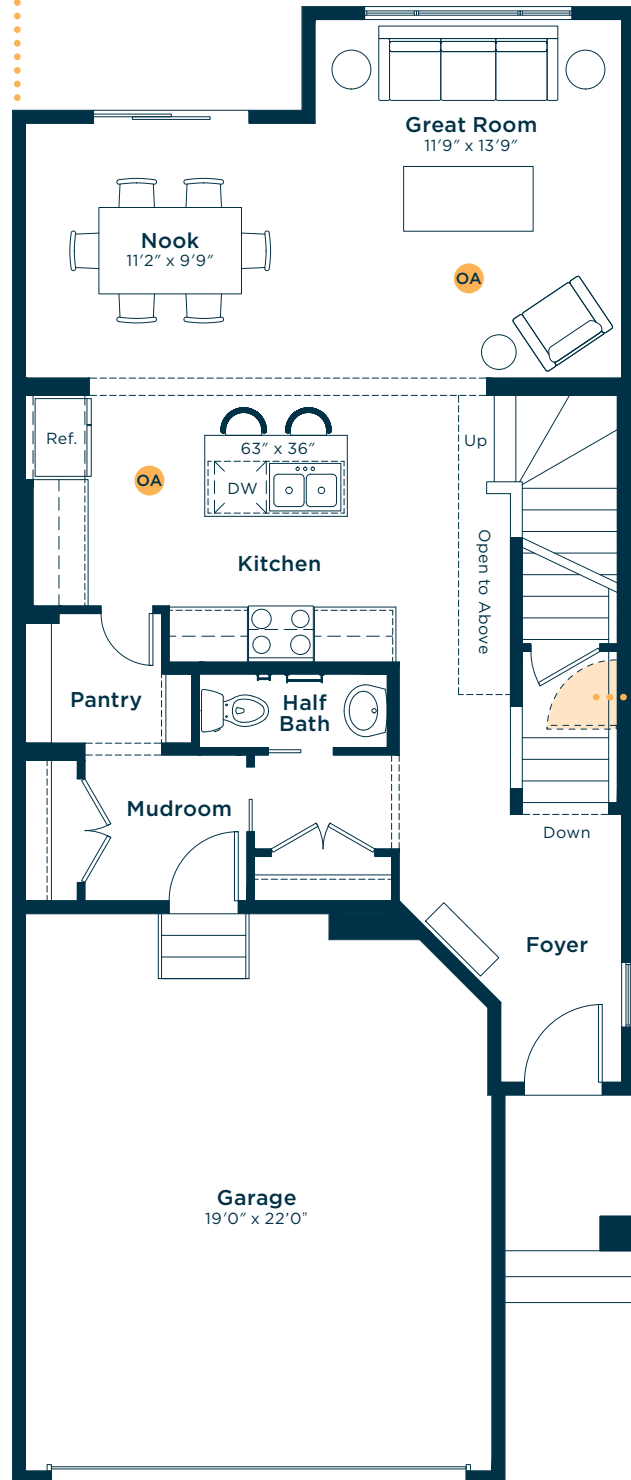 Great Room
11'9" x 13'9"
Nook
11'2" x 9'9"
OA
Ref.
63" x 36"
Up
DW
OA
Kitchen
Open to Above
Pantry
Half
Bath
Mudroom
Down
Foyer
Garage
19'0" x 22'0"